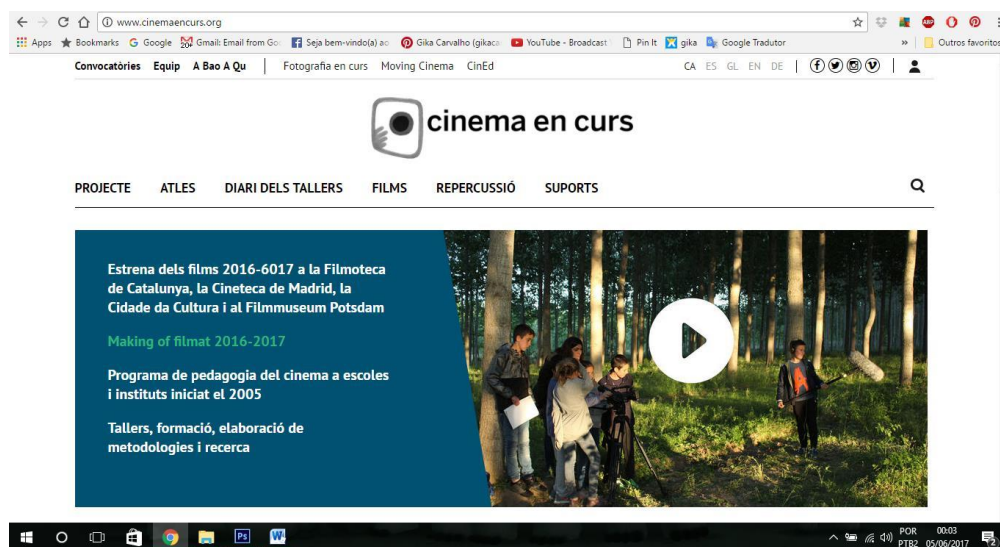 www.cinemaencurs.org
Apps Bookmarks Google Gmail: Email from Goo Seja bem-vindo(a) ao Gika Carvalho (gikaca YouTube - Broadcast Pin It gika Google Tradutor » Outros favoritos
Convocatòries Equip A Bao A Qu | Fotografia en curs Moving Cinema CinEd CA ES GL EN DE
cinema en curs
PROJECTE ATLES DIARI DELS TALLERS FILMS REPERCUSSIÓ SUPORTS
Estrena dels films 2016-6017 a la Filmoteca
de Catalunya, la Cineteca de Madrid, la
Cidade da Cultura i al Filmmuseum Potsdam
Making of filmat 2016-2017
Programa de pedagogia del cinema a escoles
i instituts iniciat el 2005
Tallers, formació, elaboració de
metodologies i recerca
POR 00:03
PTB2 05/06/2017